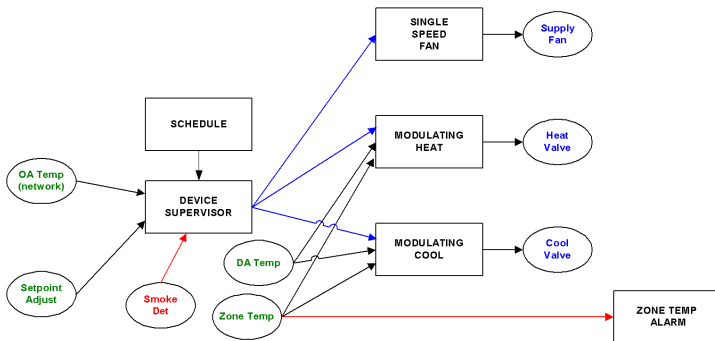 SINGLE
SPEED
FAN
Supply
Fan
SCHEDULE
MODULATING
HEAT
Heat
Valve
OA Temp
(network)
DEVICE
SUPERVISOR
MODULATING
COOL
Cool
Valve
DA Temp
Setpoint
Adjust
Smoke
Det
Zone Temp
ZONE TEMP
ALARM